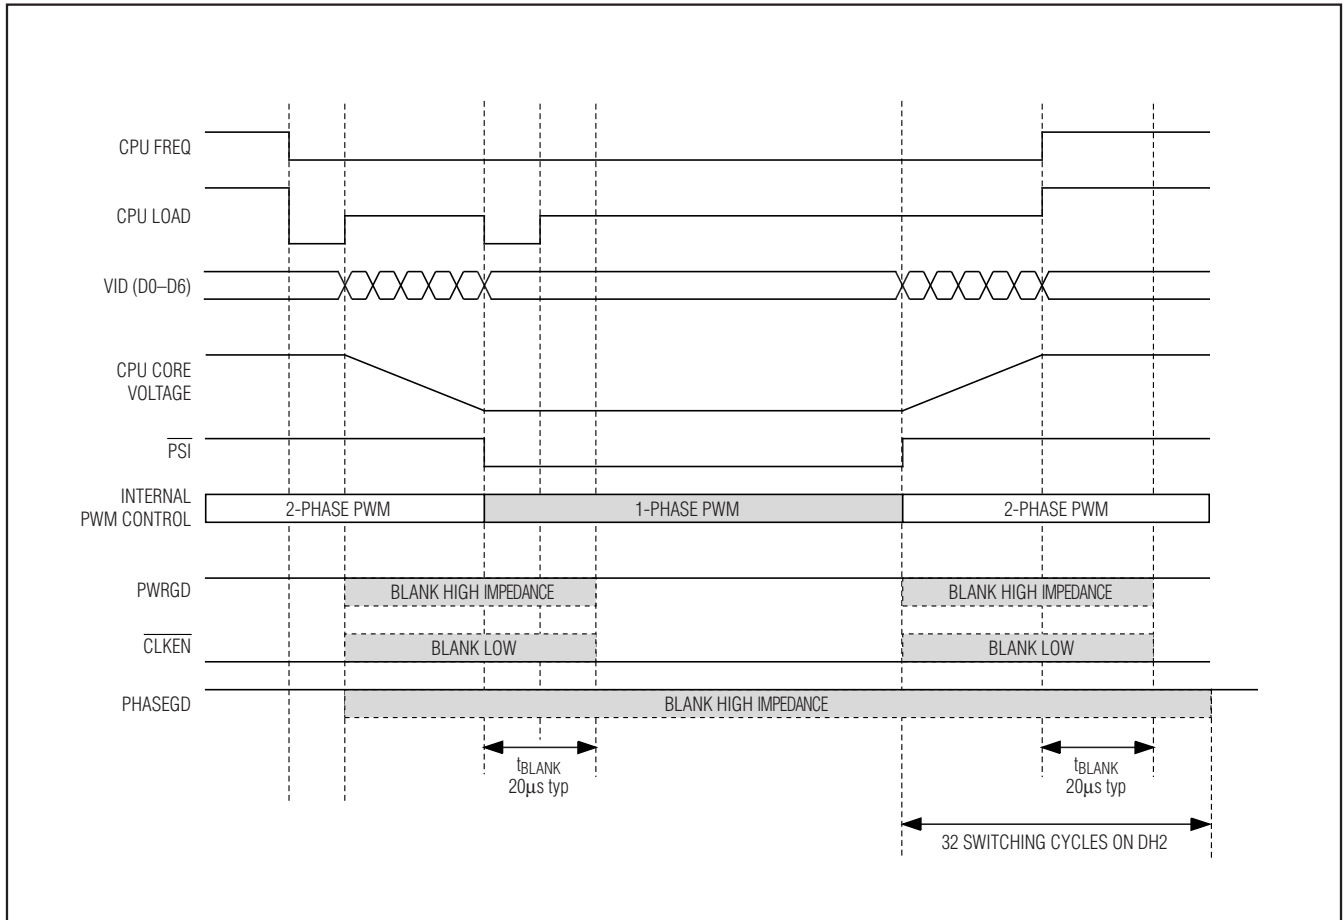 CPU FREQ
CPU LOAD
VID (D0–D6)
CPU CORE
VOLTAGE
PSI
INTERNAL
PWM CONTROL
2-PHASE PWM
1-PHASE PWM
2-PHASE PWM
PWRGD
BLANK HIGH IMPEDANCE
BLANK HIGH IMPEDANCE
CLKEN
BLANK LOW
BLANK LOW
PHASEGD
BLANK HIGH IMPEDANCE
tBLANK
20μs typ
tBLANK
20μs typ
32 SWITCHING CYCLES ON DH2